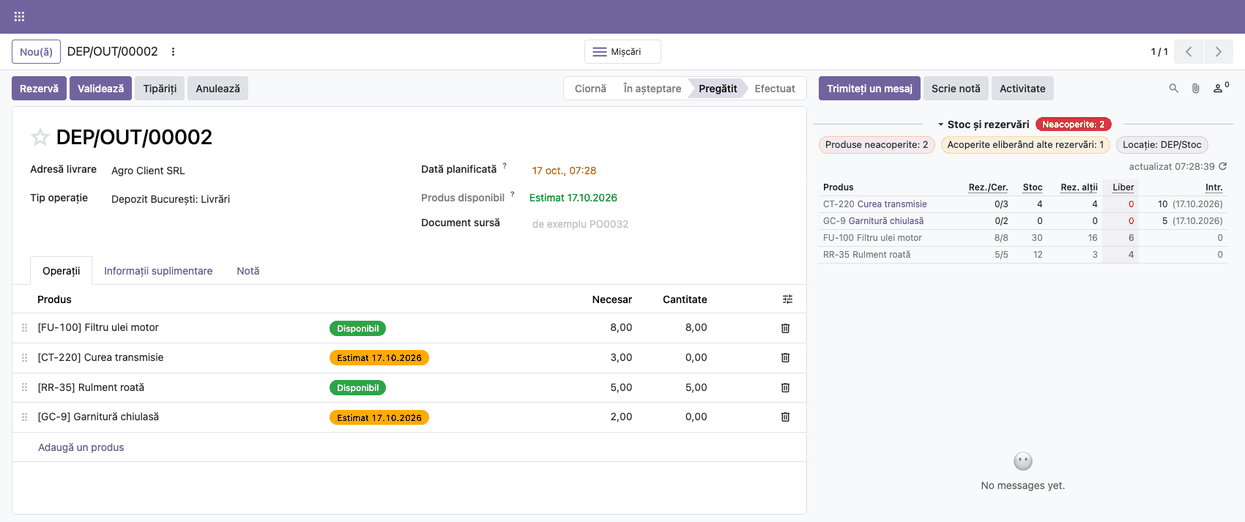 Nou(ă) DEP/OUT/00002
Mișcări
1 / 1
Rezervă Validează Tipăriți Anulează
Ciornă În așteptare Pregătit Efectuat
Trimiteți un mesaj Scrie notă Activitate
0
DEP/OUT/00002
Adresă livrare Agro Client SRL
Tip operație Depozit București: Livrări
Dată planificată ? 17 oct., 07:28
Produs disponibil ? Estimat 17.10.2026
Document sursă de exemplu PO0032
Operații Informații suplimentare Notă
Produs Necesar Cantitate
[FU-100] Filtru ulei motor Disponibil 8,00 8,00
[CT-220] Curea transmisie Estimat 17.10.2026 3,00 0,00
[RR-35] Rulment roată Disponibil 5,00 5,00
[GC-9] Garnitură chiulasă Estimat 17.10.2026 2,00 0,00
Adaugă un produs
Stoc și rezervări Neacoperite: 2
Produse neacoperite: 2 Acoperite eliberând alte rezervări: 1 Locație: DEP/Stoc
actualizat 07:28:39
Produs Rez./Cer. Stoc Rez. alții Liber Intr.
CT-220 Curea transmisie 0/3 4 4 0 10 (17.10.2026)
GC-9 Garnitură chiulasă 0/2 0 0 0 5 (17.10.2026)
FU-100 Filtru ulei motor 8/8 30 16 6 0
RR-35 Rulment roată 5/5 12 3 4 0
No messages yet.